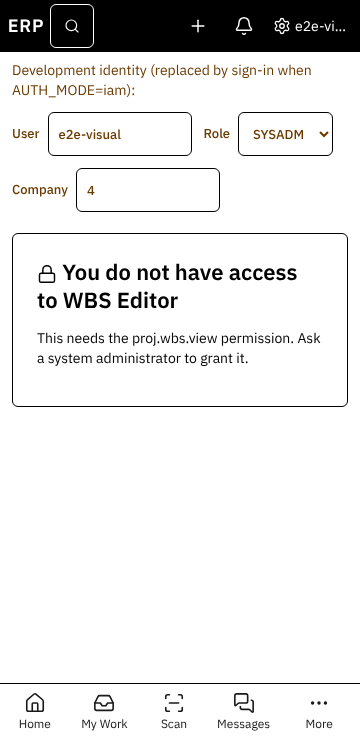 ERP
e2e-vi...
Development identity (replaced by sign-in when
AUTH_MODE=iam):
User e2e-visual Role SYSADM
Company 4
You do not have access
to WBS Editor
This needs the proj.wbs.view permission. Ask
a system administrator to grant it.
Home My Work Scan Messages More